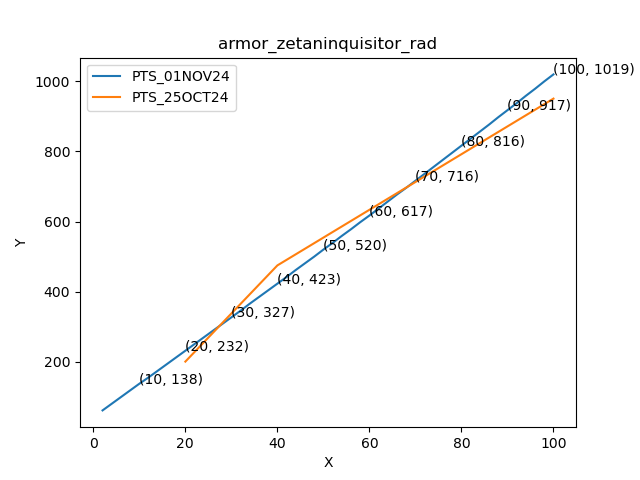 armor_zetaninquisitor_rad
PTS_01NOV24
PTS_25OCT24
(100, 1019)
(90, 917)
(80, 816)
(70, 716)
(60, 617)
(50, 520)
(40, 423)
(30, 327)
(20, 232)
(10, 138)
1000
800
600
400
200
Y
0 20 40 60 80 100
X